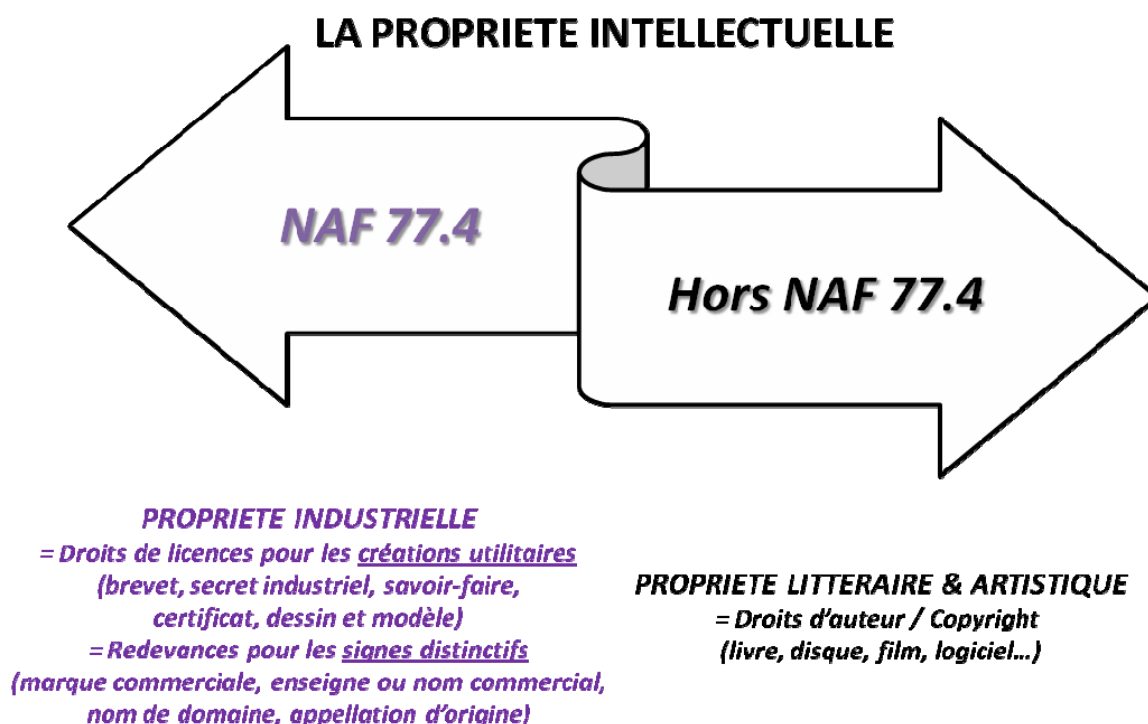 LA PROPRIETE INTELLECTUELLE
NAF 77.4
Hors NAF 77.4
PROPRIETE INDUSTRIELLE
= Droits de licences pour les créations utilitaires
(brevet, secret industriel, savoir-faire,
certificat, dessin et modèle)
= Redevances pour les signes distinctifs
(marque commerciale, enseigne ou nom commercial,
nom de domaine, appellation d'origine)
PROPRIETE LITTERAIRE & ARTISTIQUE
= Droits d'auteur / Copyright
(livre, disque, film, logiciel...)